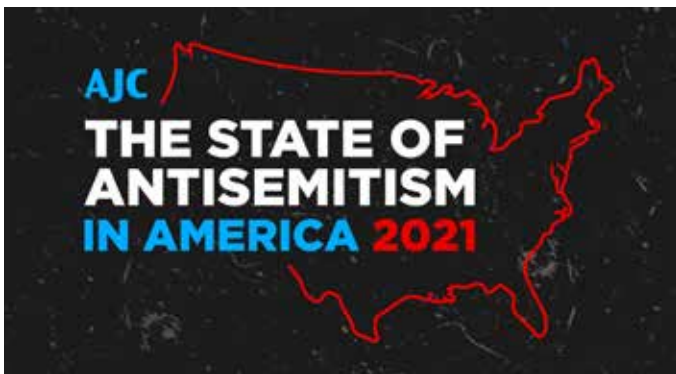 AJC
THE STATE OF
ANTISEMITISM
IN AMERICA 2021